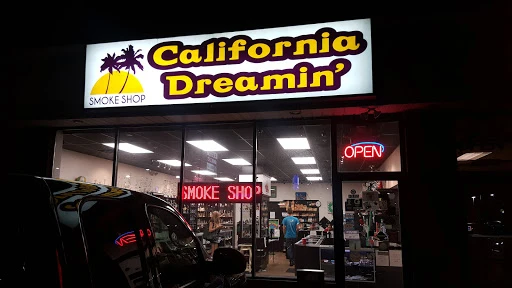 California
Dreamin'
SMOKE SHOP
OPEN
SMOKE SHOP